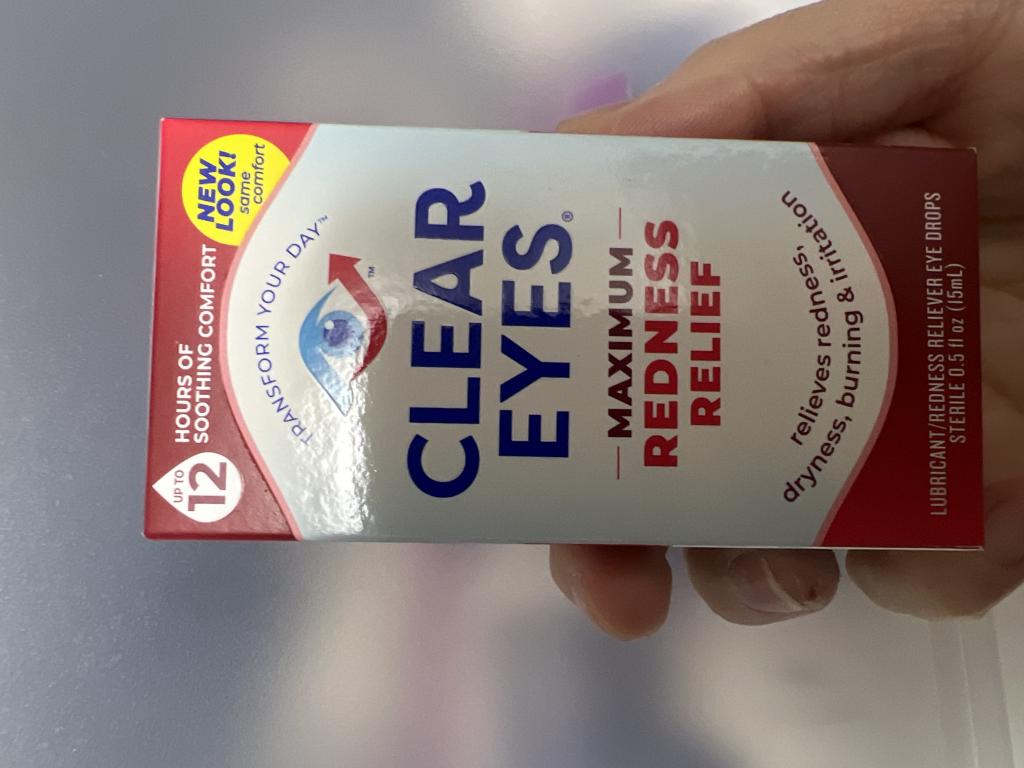 UP TO
12
HOURS OF
SOOTHING COMFORT
NEW
LOOK!
same
comfort
TRANSFORM YOUR DAY™
™
CLEAR
EYES®
MAXIMUM
REDNESS
RELIEF
relieves redness,
dryness, burning & irritation
LUBRICANT/REDNESS RELIEVER EYE DROPS
STERILE 0.5 fl oz (15mL)